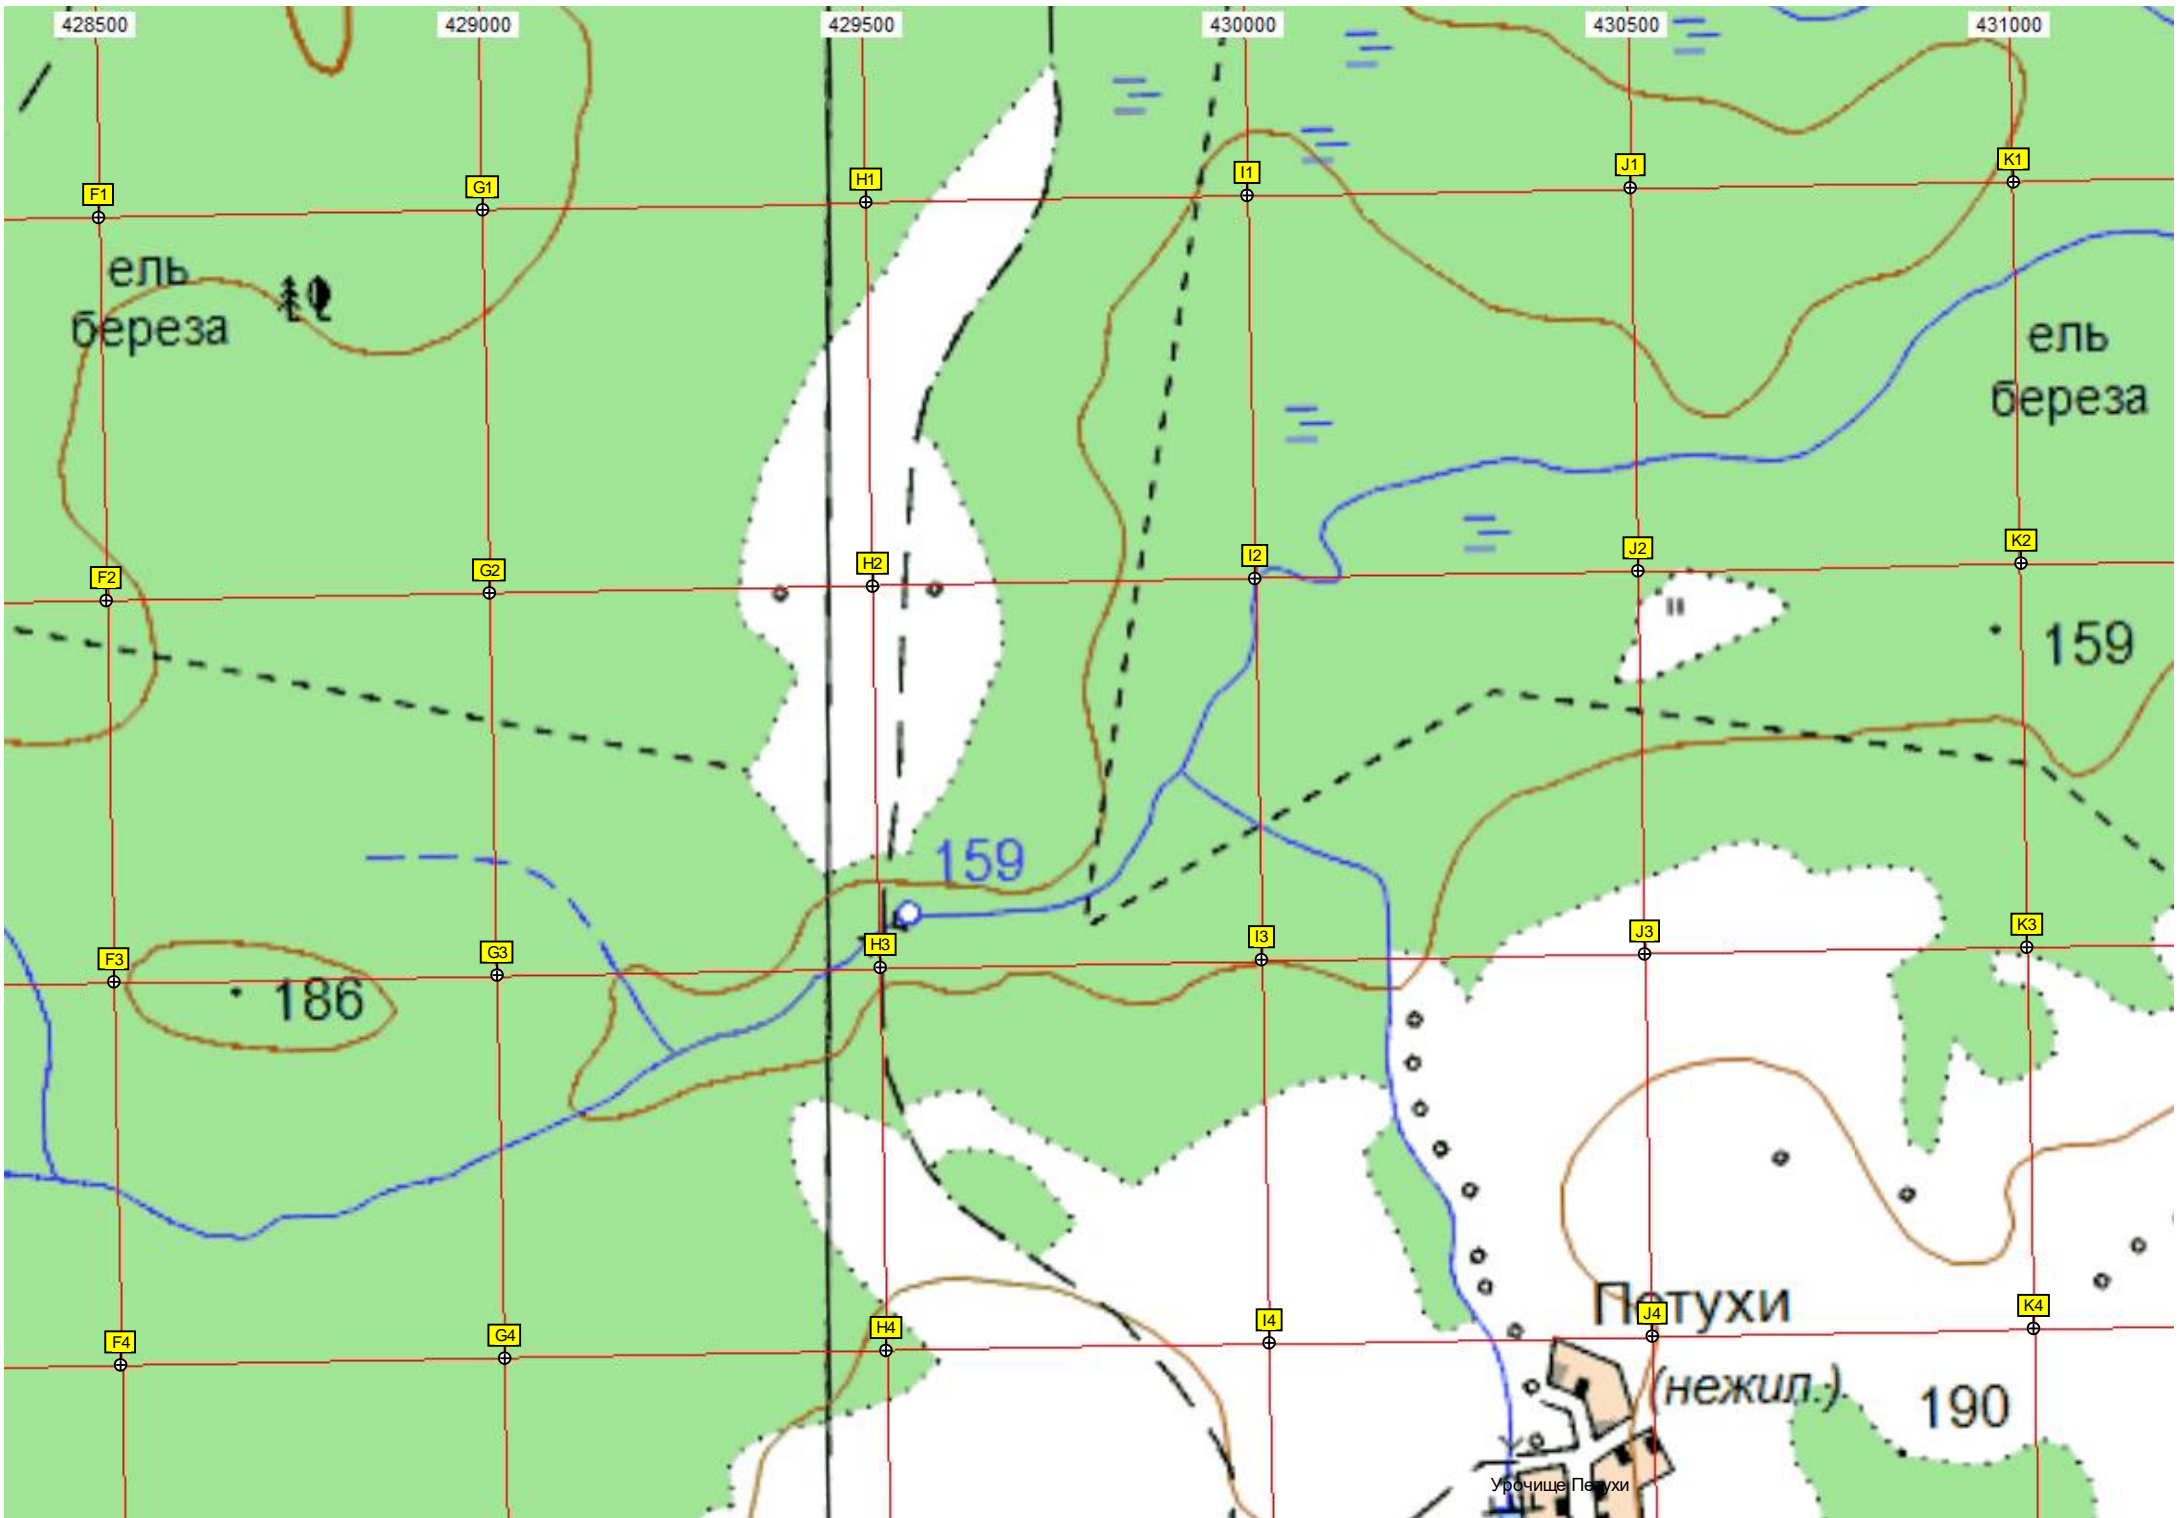 428500 429000 429500 430000 430500 431000
F1 G1 H1 I1 J1 K1
ель
береза
ель
береза
F2 G2 H2 I2 J2 K2
159
159
F3 G3 H3 I3 J3 K3
186
Петухи
F4 G4 H4 I4 J4 K4
(нежил.)
190
Урочище Петухи